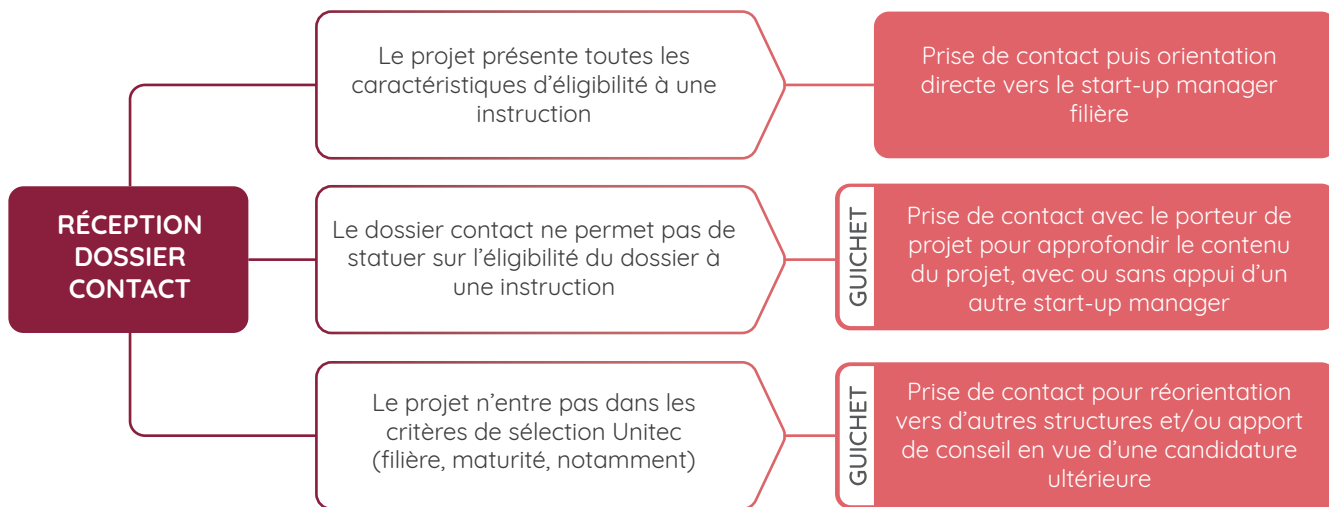 RÉCEPTION
DOSSIER
CONTACT
Le projet présente toutes les
caractéristiques d'éligibilité à une
instruction
Prise de contact puis orientation
directe vers le start-up manager
filière
Le dossier contact ne permet pas de
statuer sur l'éligibilité du dossier à
une instruction
GUICHET
Prise de contact avec le porteur de
projet pour approfondir le contenu
du projet, avec ou sans appui d'un
autre start-up manager
Le projet n'entre pas dans les
critères de sélection Unitec
(filière, maturité, notamment)
GUICHET
Prise de contact pour réorientation
vers d'autres structures et/ou apport
de conseil en vue d'une candidature
ultérieure